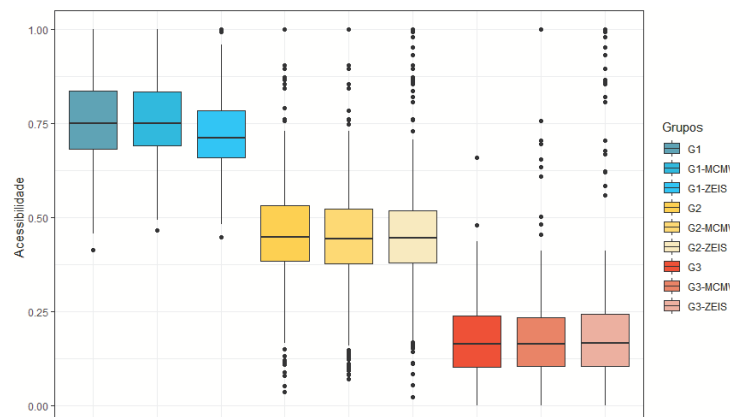 1.00
0.75
0.50
0.25
0.00
Acessibilidade
Grupos
G1
G1-MCMV
G1-ZEIS
G2
G2-MCMV
G2-ZEIS
G3
G3-MCMV
G3-ZEIS